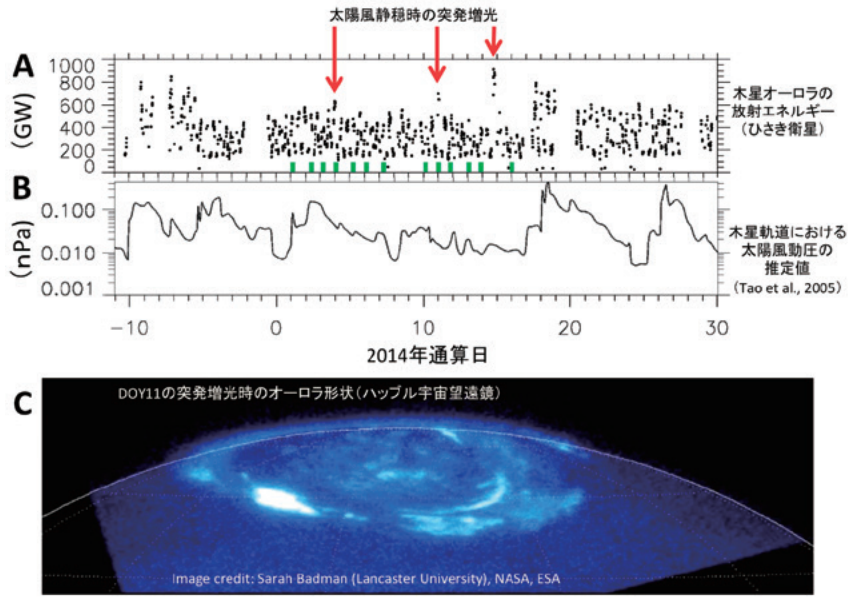 太陽風静穏時の突発増光
A
1000
800
600
400
200
0
(GW)
木星オーロラの
放射エネルギー
(ひさき衛星)
B
0.100
0.010
0.001
(nPa)
木星軌道における
太陽風動圧の
推定値
(Tao et al., 2005)
-10 0 10 20 30
2014年通算日
C
DOY11の突発増光時のオーロラ形状(ハッブル宇宙望遠鏡)
Image credit: Sarah Badman (Lancaster University), NASA, ESA